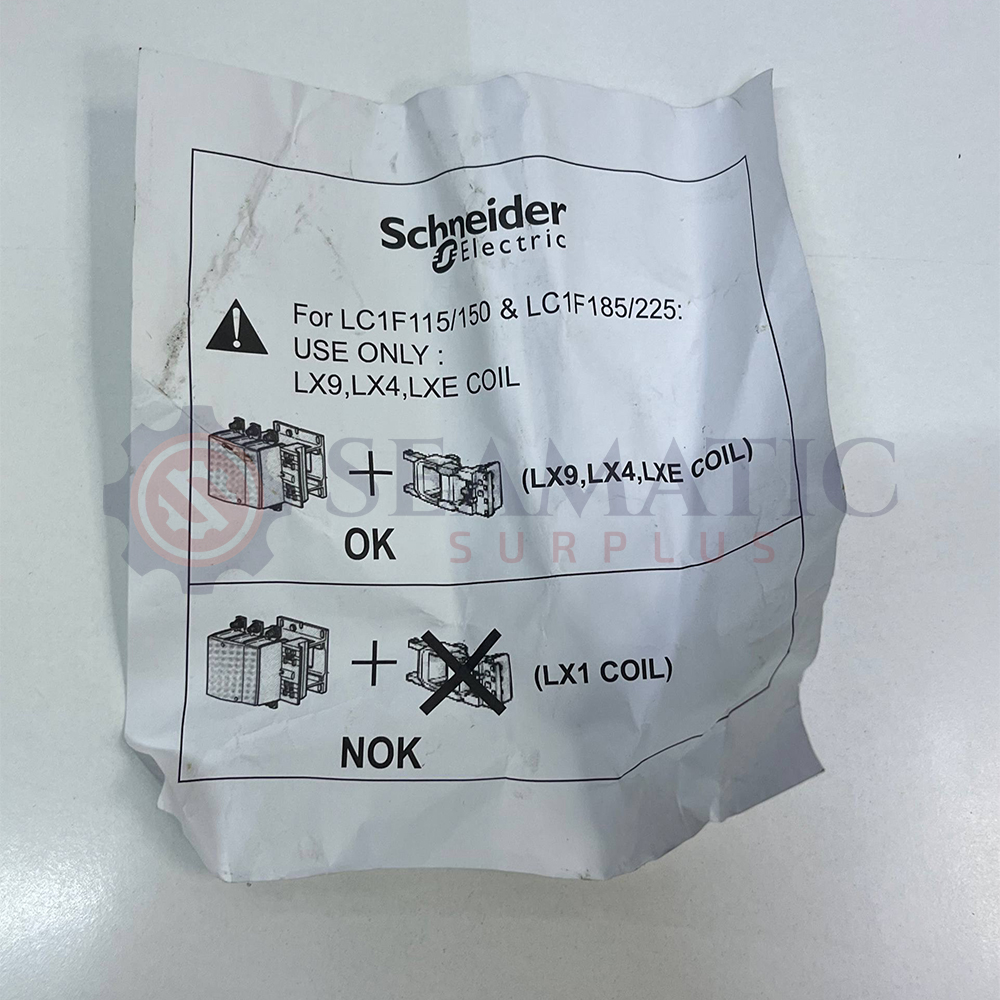 Schneider
Electric
For LC1F115/150 & LC1F185/225:
USE ONLY :
LX9,LX4,LXE COIL
+
(LX9,LX4,LXE COIL)
SEAMATIC
OK
SURPLUS
+
(LX1 COIL)
NOK